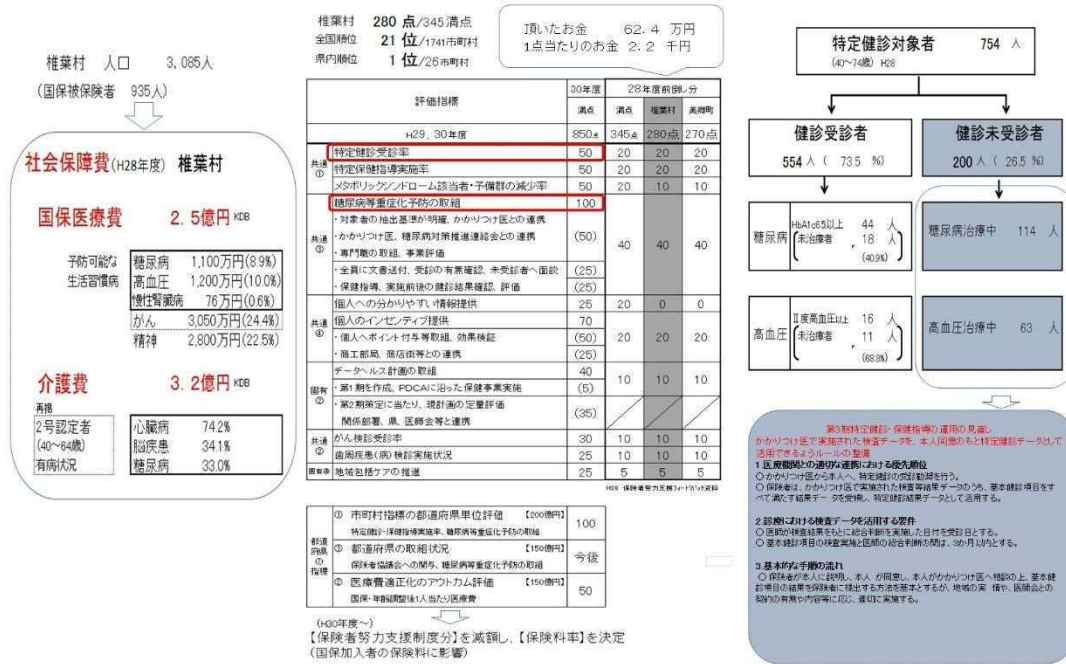 椎葉村 人口 3,085人
(国保被保険者 935人)
社会保障費(H28年度) 椎葉村
国保医療費 2.5億円 KDB
予防可能な
生活習慣病
糖尿病 1,100万円(8.9%)
高血圧 1,200万円(10.0%)
慢性腎臓病 76万円(0.6%)
がん 3,050万円(24.4%)
精神 2,800万円(22.5%)
介護費 3.2億円 KDB
再掲
2号認定者
(40~64歳)
有病状況
心臓病 74.2%
脳疾患 34.1%
糖尿病 33.0%
椎葉村 280点/345満点
全国順位 21位/1741市町村
県内順位 1位/26市町村
頂いたお金 62.4万円
1点当たりのお金 2.2千円
評価指標 30年度 28年度前倒し分
満点 満点 椎葉村 美郷町
H29、30年度 850点 345点 280点 270点
共通①
特定健診受診率 50 20 20 20
特定保健指導実施率 50 20 20 20
メタボリックシンドローム該当者・予備群の減少率 50 20 10 10
共通③
糖尿病等重症化予防の取組 100 40 40 40
・対象者の抽出基準が明確、かかりつけ医との連携
・かかりつけ医、糖尿病対策推進連絡会との連携 (50)
・専門職の取組、事業評価
・全員に文書送付、受診の有無確認、未受診者へ面談 (25)
・保健指導、実施前後の健診結果確認、評価 (25)
共通④
個人への分かりやすい情報提供 25 20 0 0
個人のインセンティブ提供 70 20 20 20
・個人へポイント付与等取組、効果検証 (50)
・商工部局、商店街等との連携 (25)
固有②
データヘルス計画の取組 40 10 10 10
・第1期を作成、PDCAに沿った保健事業実施 (5)
・第2期策定に当たり、現計画の定量評価 (35)
関係部署、県、医師会等と連携
共通②
がん検診受診率 30 10 10 10
歯周疾患(病)検診実施状況 25 10 10 10
固有④ 地域包括ケアの推進 25 5 5 5
H28 保険者努力支援フィードバック資料
都道府県①指標
① 市町村指標の都道府県単位評価 【200億円】 100
特定健診・保健指導実施率、糖尿病等重症化予防の取組
③ 都道府県の取組状況 【150億円】 今後
保険者協議会への関与、糖尿病等重症化予防の取組
② 医療費適正化のアウトカム評価 【150億円】 50
国保・年齢調整後1人当たり医療費
(H30年度~)
【保険者努力支援制度分】を減額し、【保険料率】を決定
(国保加入者の保険料に影響)
特定健診対象者 754 人
(40~74歳) H28
健診受診者
554 人 ( 73.5 %)
健診未受診者
200 人 ( 26.5 %)
糖尿病
HbA1c6.5以上 44 人
未治療者 18 人
(40.9%)
糖尿病治療中 114 人
高血圧
Ⅱ度高血圧以上 16 人
未治療者 11 人
(68.8%)
高血圧治療中 63 人
第3期特定健診・保健指導の運用の見直し
かかりつけ医で実施された検査データを、本人同意のもと特定健診データとして
活用できるようルールの整備
1.医療機関との適切な連携における優先順位
○ かかりつけ医から本人へ、特定健診の受診勧奨を行う。
○ 保険者は、かかりつけ医で実施された検査等結果データのうち、基本健診項目をす
べて満たす結果データを受領し、特定健診結果データとして活用する。
2.診療における検査データを活用する要件
○ 医師が検査結果をもとに総合判断を実施した日付を受診日とする。
○ 基本健診項目の検査実施と医師の総合判断の間は、3か月以内とする。
3.基本的な手順の流れ
○ 保険者が本人に説明し、本人が同意し、本人がかかりつけ医へ相談の上、基本健
診項目の結果を保険者に提出する方法を基本とするが、地域の実情や、医師会との
契約の有無や内容等に応じ、適切に実施する。